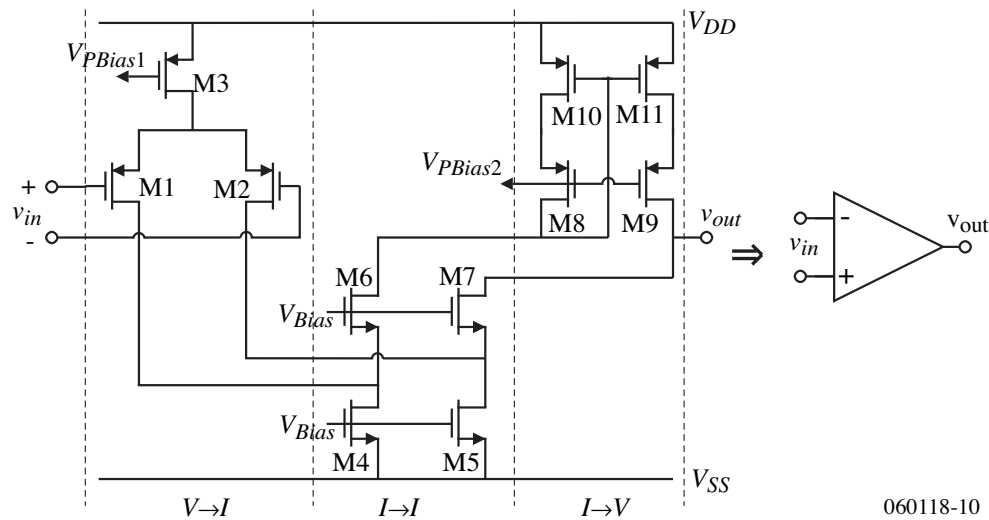 V_DD
V_PBias1
M3
M10 M11
V_PBias2
+ M1 M2
v_in
-
M8 M9
v_out
⇒
-
v_in
+
v_out
M6 M7
V_Bias
V_Bias
M4 M5
V_SS
V→I I→I I→V
060118-10